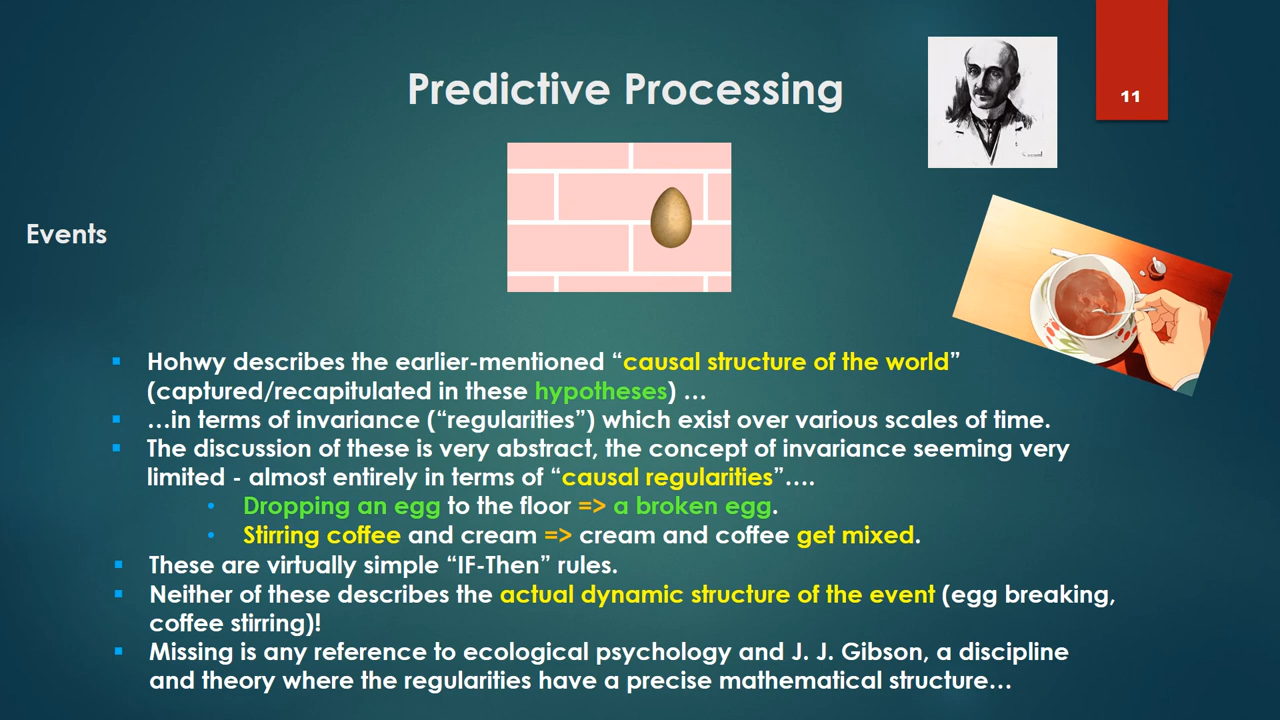 Predictive Processing
11
Events
Hohwy describes the earlier-mentioned “causal structure of the world”
(captured/recapitulated in these hypotheses) …
…in terms of invariance (“regularities”) which exist over various scales of time.
The discussion of these is very abstract, the concept of invariance seeming very
limited - almost entirely in terms of “causal regularities”….
Dropping an egg to the floor => a broken egg.
Stirring coffee and cream => cream and coffee get mixed.
These are virtually simple “IF-Then” rules.
Neither of these describes the actual dynamic structure of the event (egg breaking,
coffee stirring)!
Missing is any reference to ecological psychology and J. J. Gibson, a discipline
and theory where the regularities have a precise mathematical structure…